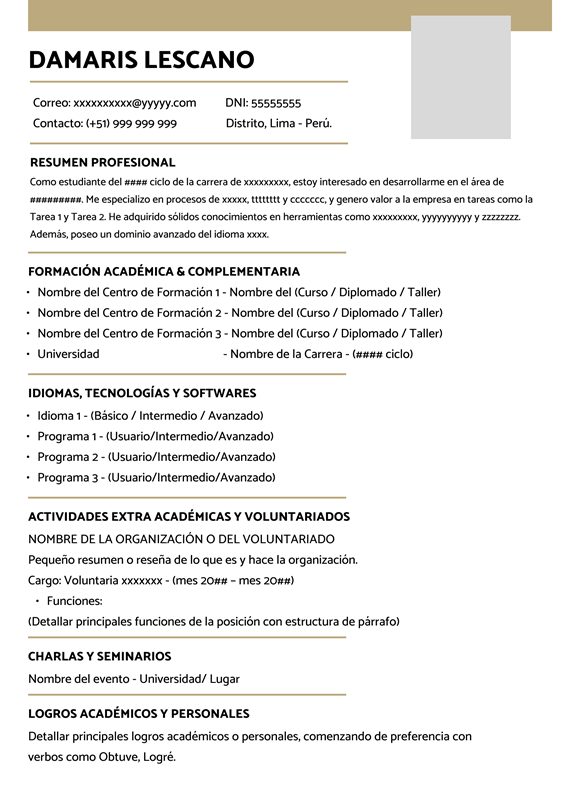 DAMARIS LESCANO
Correo: xxxxxxxxxx@yyyyy.com DNI: 55555555
Contacto: (+51) 999 999 999 Distrito, Lima - Perú.
RESUMEN PROFESIONAL
Como estudiante del #### ciclo de la carrera de xxxxxxxxx, estoy interesado en desarrollarme en el área de
#########. Me especializo en procesos de xxxxx, tttttttt y ccccccc, y genero valor a la empresa en tareas como la
Tarea 1 y Tarea 2. He adquirido sólidos conocimientos en herramientas como xxxxxxxxx, yyyyyyyyyy y zzzzzzzz.
Además, poseo un dominio avanzado del idioma xxxx.
FORMACIÓN ACADÉMICA & COMPLEMENTARIA
• Nombre del Centro de Formación 1 - Nombre del (Curso / Diplomado / Taller)
• Nombre del Centro de Formación 2 - Nombre del (Curso / Diplomado / Taller)
• Nombre del Centro de Formación 3 - Nombre del (Curso / Diplomado / Taller)
• Universidad - Nombre de la Carrera - (#### ciclo)
IDIOMAS, TECNOLOGÍAS Y SOFTWARES
• Idioma 1 - (Básico / Intermedio / Avanzado)
• Programa 1 - (Usuario/Intermedio/Avanzado)
• Programa 2 - (Usuario/Intermedio/Avanzado)
• Programa 3 - (Usuario/Intermedio/Avanzado)
ACTIVIDADES EXTRA ACADÉMICAS Y VOLUNTARIADOS
NOMBRE DE LA ORGANIZACIÓN O DEL VOLUNTARIADO
Pequeño resumen o reseña de lo que es y hace la organización.
Cargo: Voluntaria xxxxxxx - (mes 20## – mes 20##)
• Funciones:
(Detallar principales funciones de la posición con estructura de párrafo)
CHARLAS Y SEMINARIOS
Nombre del evento - Universidad/ Lugar
LOGROS ACADÉMICOS Y PERSONALES
Detallar principales logros académicos o personales, comenzando de preferencia con
verbos como Obtuve, Logré.